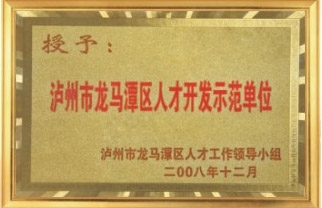 授予：
泸州市龙马潭区人才开发示范单位
泸州市龙马潭区人才工作领导小组
二00八年十二月